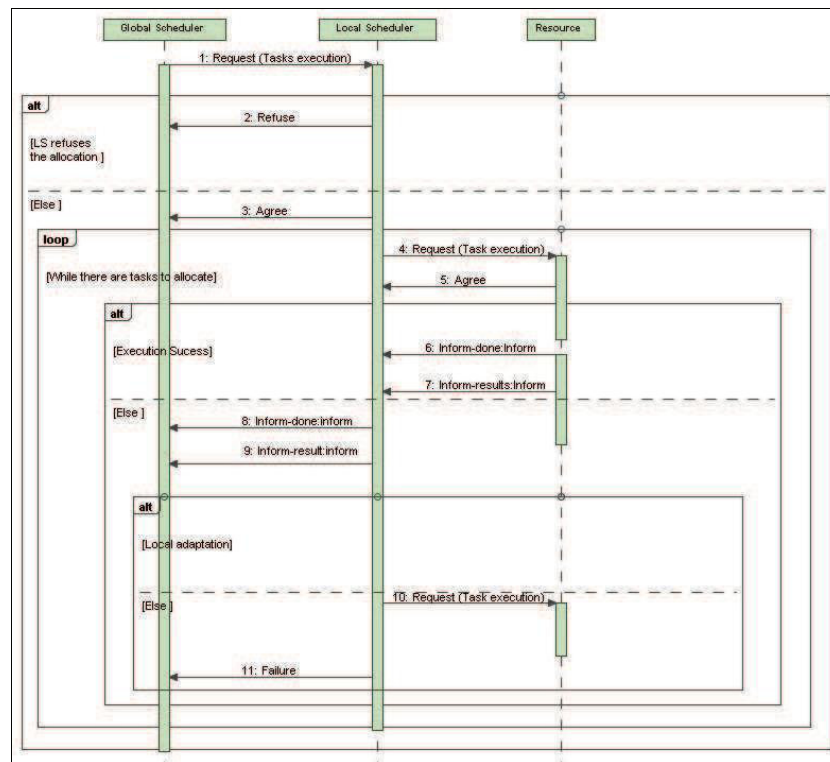 Global Scheduler
Local Scheduler
Resource
1: Request (Tasks execution)
alt
2: Refuse
[LS refuses
the allocation ]
[Else ]
3: Agree
loop
4: Request (Task execution)
[While there are tasks to allocate]
5: Agree
alt
6: Inform-done:Inform
[Execution Sucess]
7: Inform-results:Inform
[Else ]
8: Inform-done:inform
9: Inform-result:inform
alt
[Local adaptation]
10: Request (Task execution)
[Else ]
11: Failure